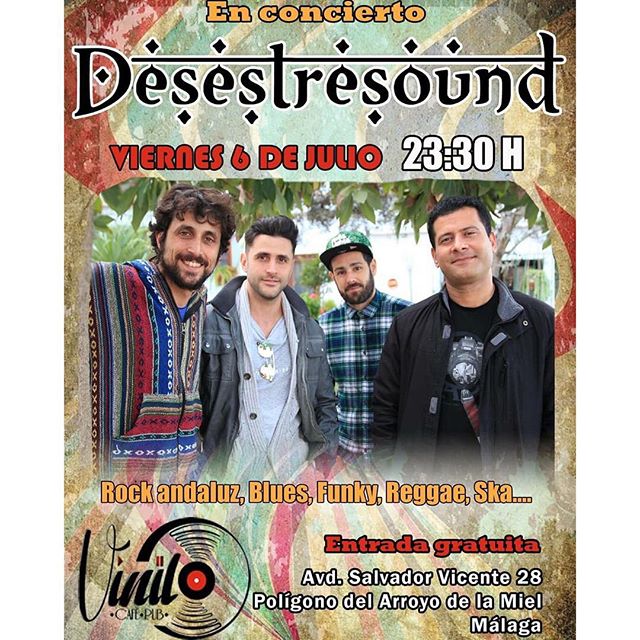 En concierto
Desestresound
VIERNES 6 DE JULIO 23:30 H
Rock andaluz, Blues, Funky, Reggae, Ska....
Vinilo
·CAFÉ·PUB·
Entrada gratuita
Avd. Salvador Vicente 28
Polígono del Arroyo de la Miel
Málaga